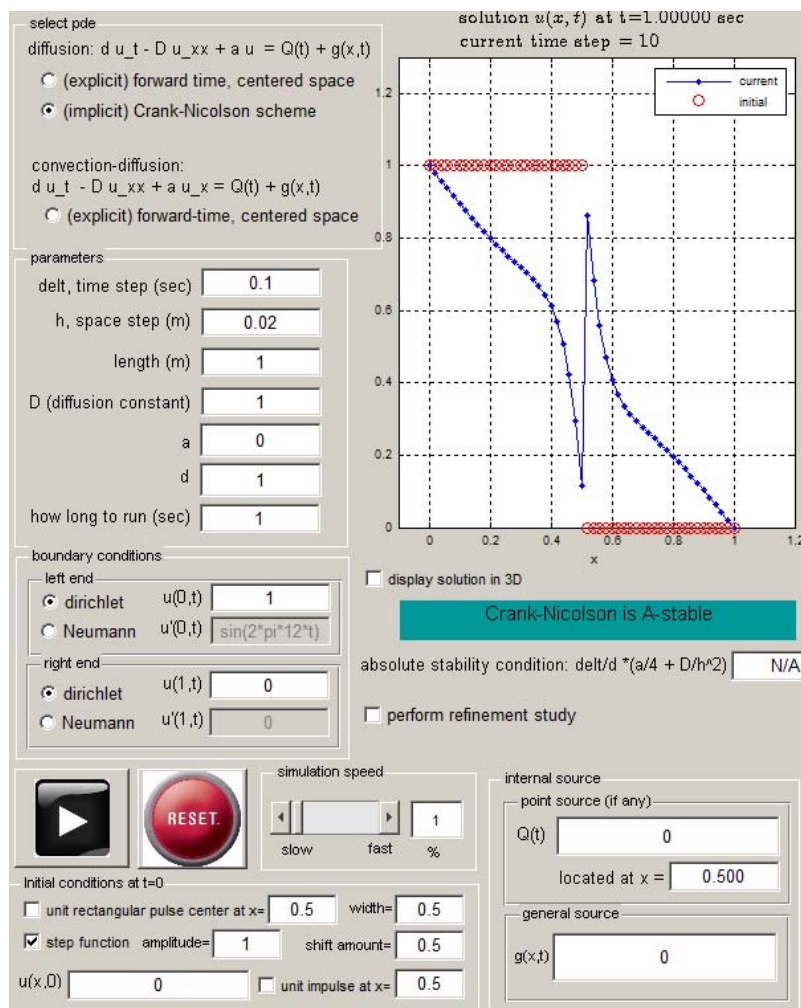 select pde
diffusion: d u_t - D u_xx + a u = Q(t) + g(x,t)
(explicit) forward time, centered space
(implicit) Crank-Nicolson scheme
convection-diffusion:
d u_t - D u_xx + a u_x = Q(t) + g(x,t)
(explicit) forward-time, centered space
parameters
delt, time step (sec) 0.1
h, space step (m) 0.02
length (m) 1
D (diffusion constant) 1
a 0
d 1
how long to run (sec) 1
boundary conditions
left end
dirichlet u(0,t) 1
Neumann u'(0,t) sin(2*pi*12*t)
right end
dirichlet u(1,t) 0
Neumann u'(1,t) 0
solution u(x,t) at t=1.00000 sec
current time step = 10
current
initial
1.2
1
0.8
0.6
0.4
0.2
0
0 0.2 0.4 0.6 0.8 1 1.2
x
display solution in 3D
Crank-Nicolson is A-stable
absolute stability condition: delt/d *(a/4 + D/h^2) N/A
perform refinement study
RESET.
simulation speed
1
slow fast %
internal source
point source (if any)
Q(t) 0
located at x = 0.500
general source
g(x,t) 0
Initial conditions at t=0
unit rectangular pulse center at x= 0.5 width= 0.5
step function amplitude= 1 shift amount= 0.5
u(x,0) 0 unit impulse at x= 0.5